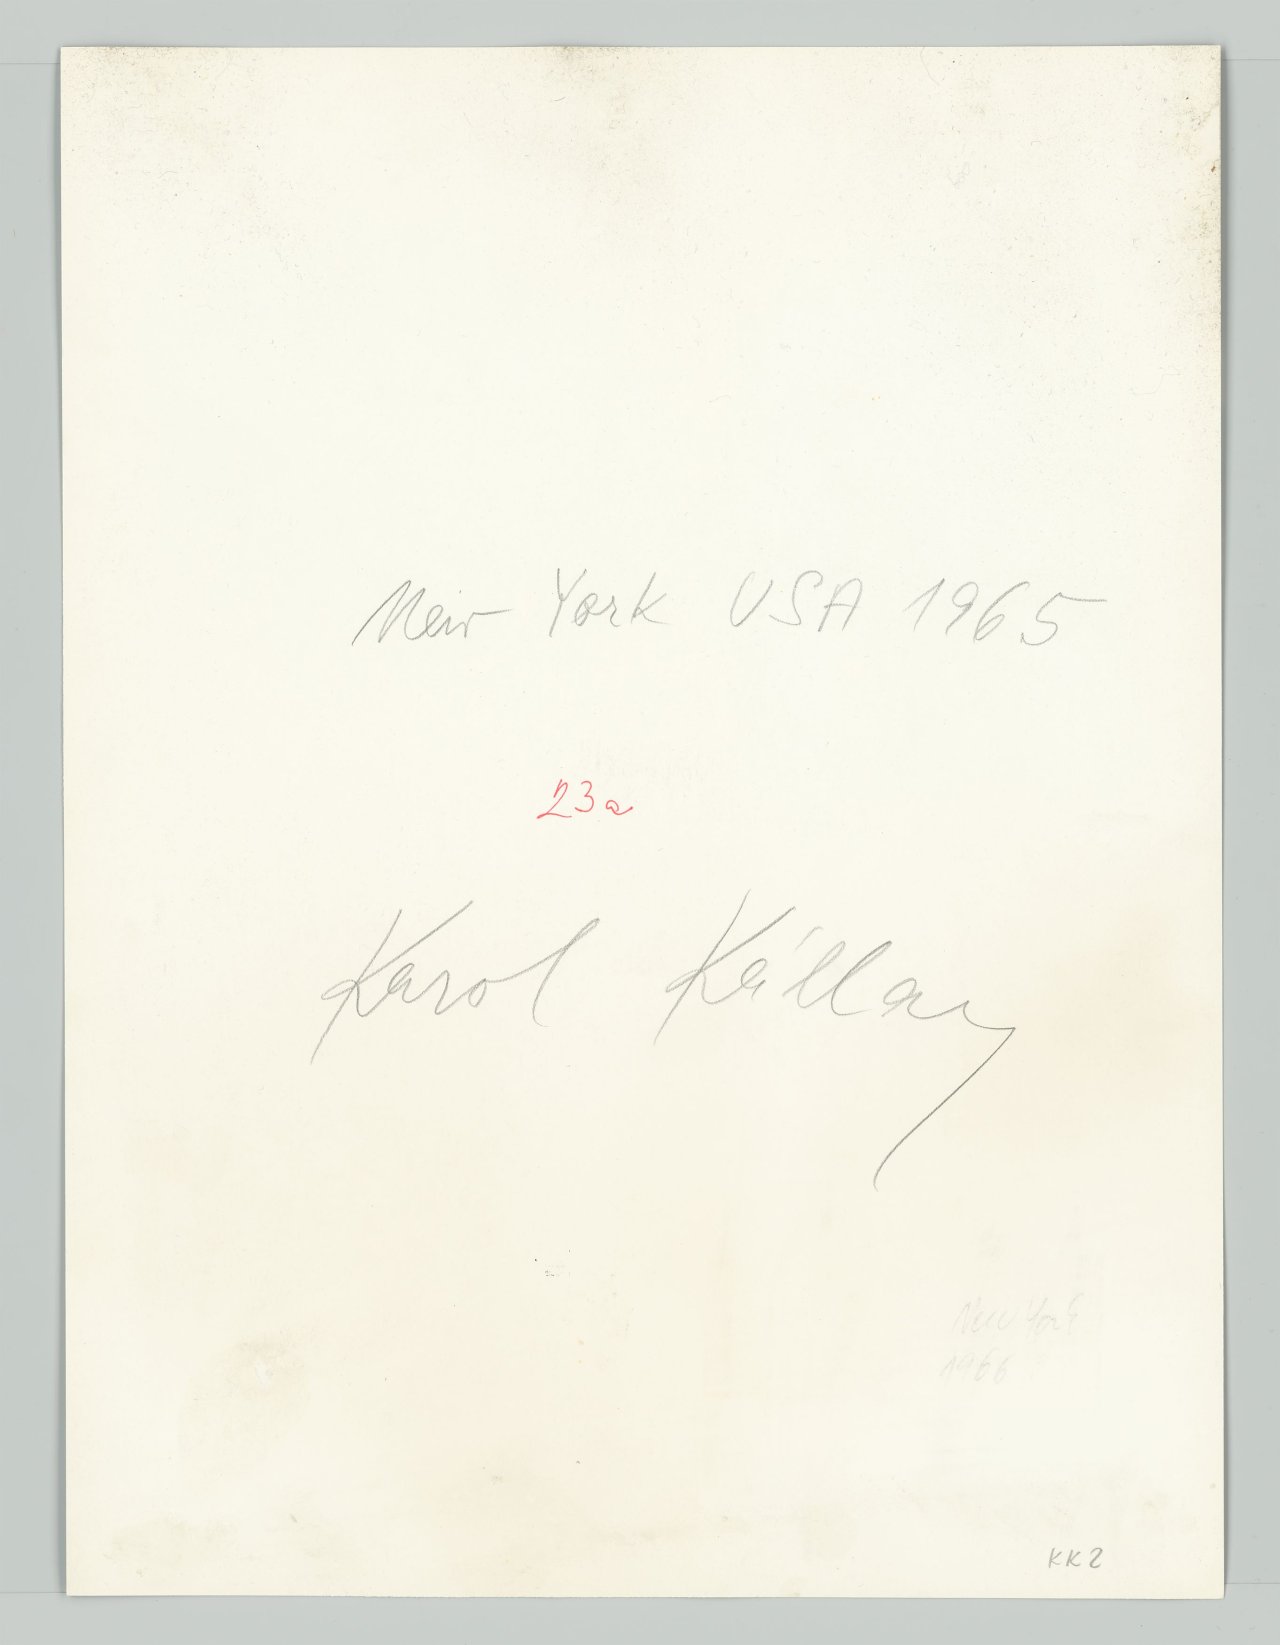 New York USA 1965
23a
Karol Kállay
New York
1966
KK2